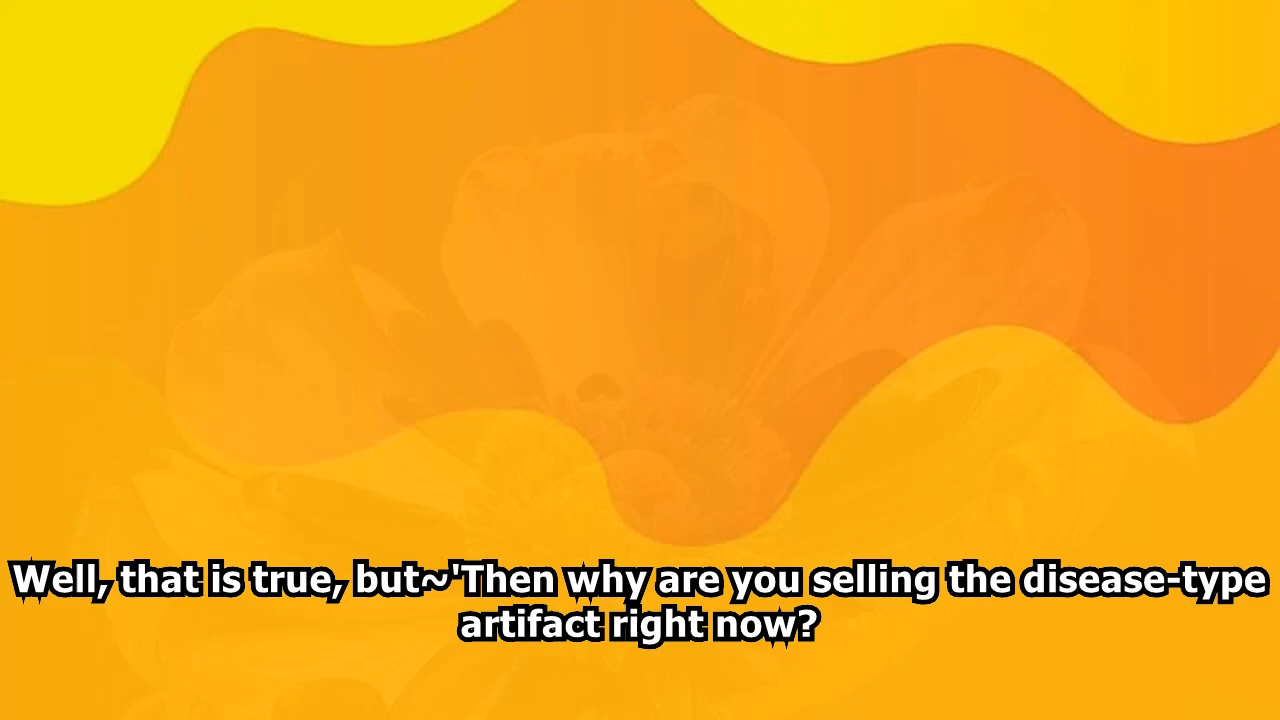 Well, that is true, but~'Then why are you selling the disease-type
artifact right now?